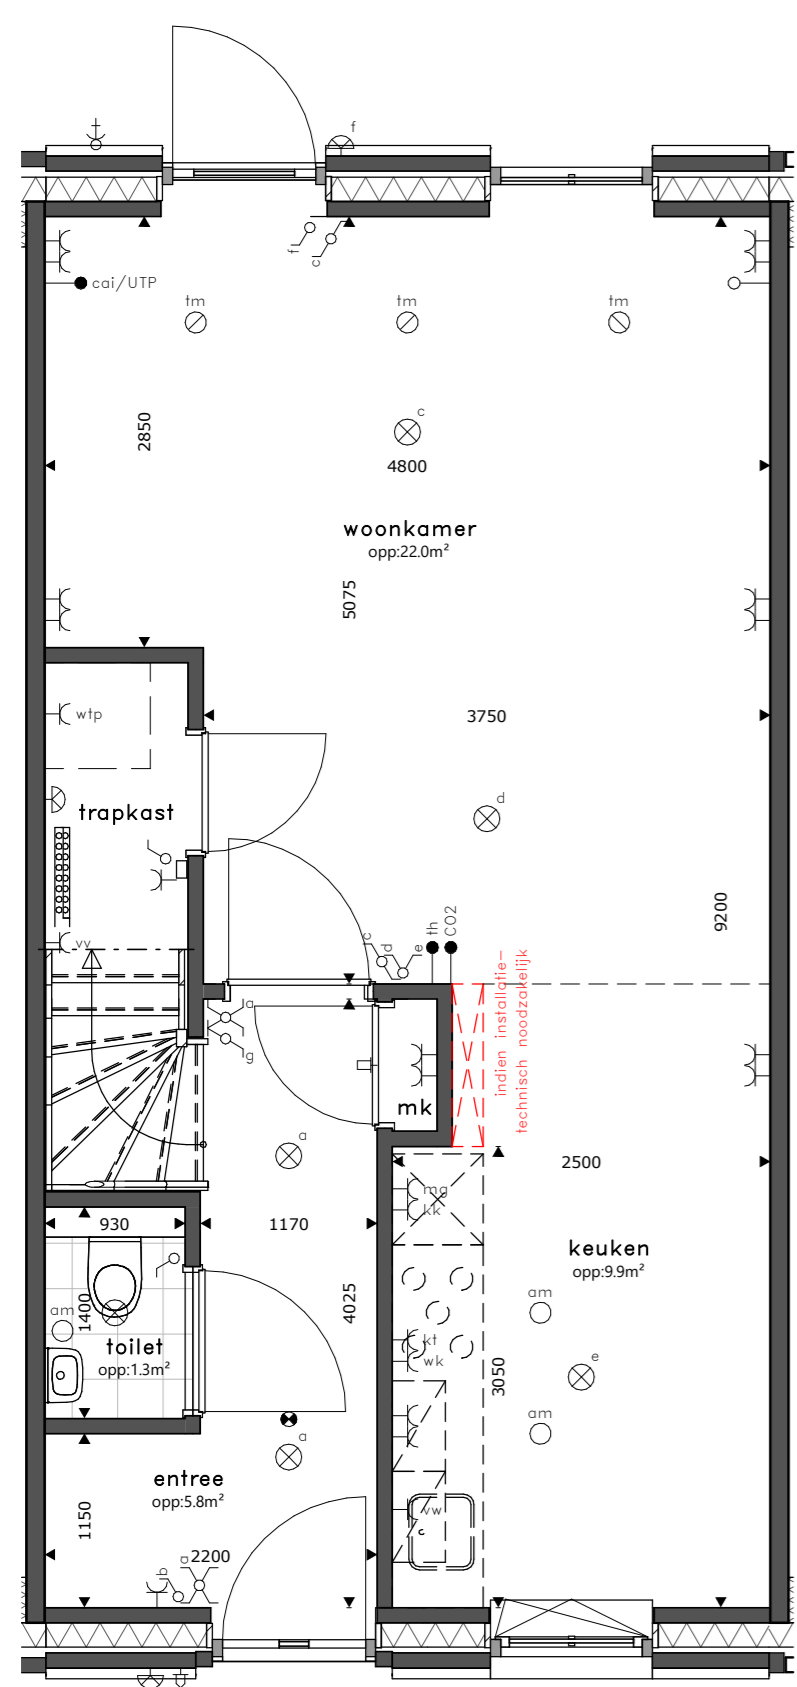 f
cai/UTP
f
c
tm
tm
tm
c
2850
4800
woonkamer
opp:22.0m²
5075
wtp
3750
trapkast
d
9200
vv
c
d
e
th
CO2
indien installatie-
technisch noodzakelijk
a
g
mk
a
2500
mg
kk
930
1170
keuken
opp:9.9m²
4025
am
1400
am
toilet
opp:1.3m²
kt
wk
3050
e
am
a
entree
opp:5.8m²
1150
vw
c
b
a
2200